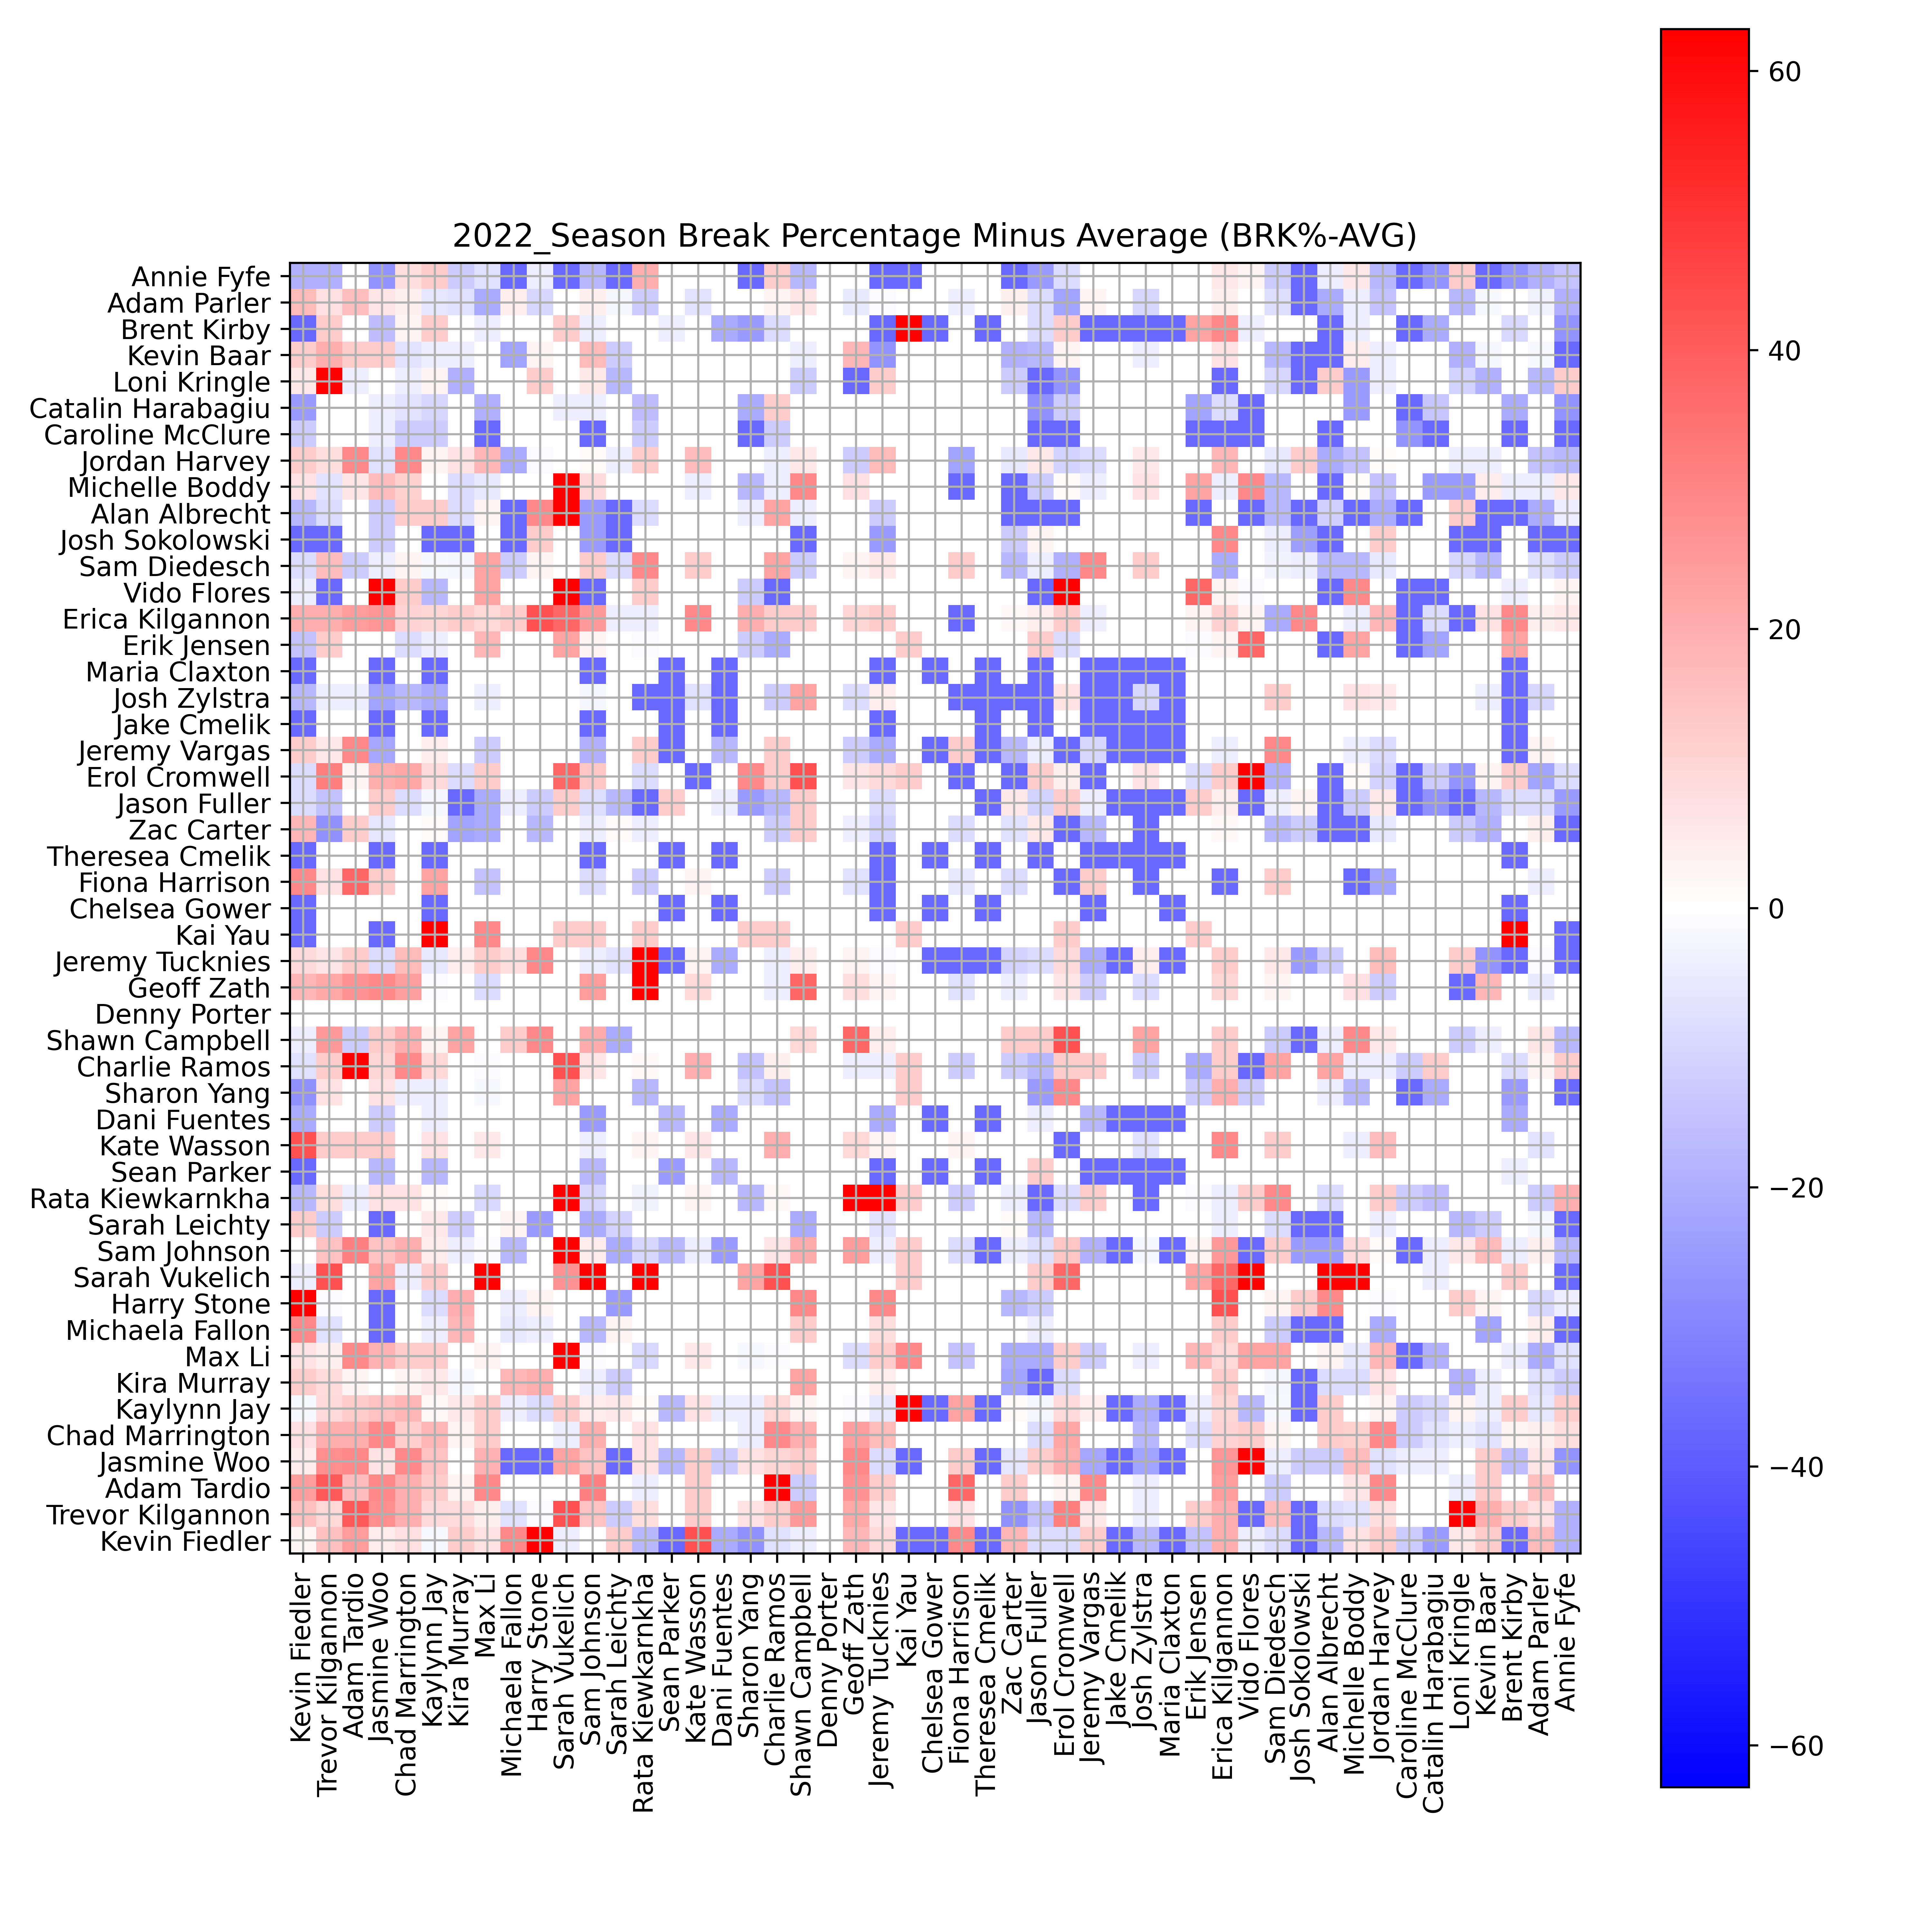 2022_Season Break Percentage Minus Average (BRK%-AVG)
Annie Fyfe
Adam Parler
Brent Kirby
Kevin Baar
Loni Kringle
Catalin Harabagiu
Caroline McClure
Jordan Harvey
Michelle Boddy
Alan Albrecht
Josh Sokolowski
Sam Diedesch
Vido Flores
Erica Kilgannon
Erik Jensen
Maria Claxton
Josh Zylstra
Jake Cmelik
Jeremy Vargas
Erol Cromwell
Jason Fuller
Zac Carter
Theresea Cmelik
Fiona Harrison
Chelsea Gower
Kai Yau
Jeremy Tucknies
Geoff Zath
Denny Porter
Shawn Campbell
Charlie Ramos
Sharon Yang
Dani Fuentes
Kate Wasson
Sean Parker
Rata Kiewkarnkha
Sarah Leichty
Sam Johnson
Sarah Vukelich
Harry Stone
Michaela Fallon
Max Li
Kira Murray
Kaylynn Jay
Chad Marrington
Jasmine Woo
Adam Tardio
Trevor Kilgannon
Kevin Fiedler
Kevin Fiedler
Trevor Kilgannon
Adam Tardio
Jasmine Woo
Chad Marrington
Kaylynn Jay
Kira Murray
Max Li
Michaela Fallon
Harry Stone
Sarah Vukelich
Sam Johnson
Sarah Leichty
Rata Kiewkarnkha
Sean Parker
Kate Wasson
Dani Fuentes
Sharon Yang
Charlie Ramos
Shawn Campbell
Denny Porter
Geoff Zath
Jeremy Tucknies
Kai Yau
Chelsea Gower
Fiona Harrison
Theresea Cmelik
Zac Carter
Jason Fuller
Erol Cromwell
Jeremy Vargas
Jake Cmelik
Josh Zylstra
Maria Claxton
Erik Jensen
Erica Kilgannon
Vido Flores
Sam Diedesch
Josh Sokolowski
Alan Albrecht
Michelle Boddy
Jordan Harvey
Caroline McClure
Catalin Harabagiu
Loni Kringle
Kevin Baar
Brent Kirby
Adam Parler
Annie Fyfe
60
40
20
0
−20
−40
−60